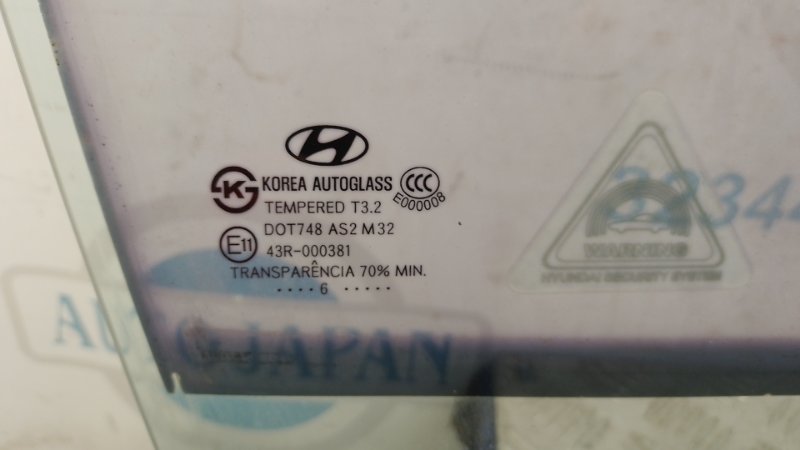 KOREA AUTOGLASS
CCC
E000008
TEMPERED T3.2
DOT748 AS2 M32
E11
43R-000381
TRANSPARÊNCIA 70% MIN.
.... 6 .....
WARNING
HYUNDAI SECURITY SYSTEM
AUTOJAPAN